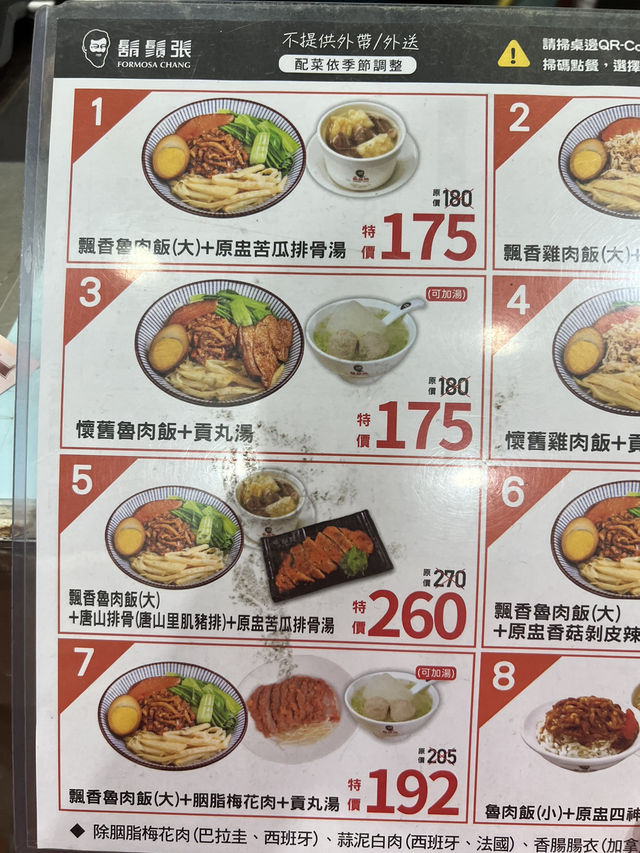 鬍鬚張
FORMOSA CHANG
不提供外帶/外送
配菜依季節調整
請掃桌邊QR-Co
掃碼點餐，選擇
1
原價180
特價175
飄香魯肉飯(大)+原盅苦瓜排骨湯
2
飄香雞肉飯(大)+
3
(可加湯)
原價180
特價175
懷舊魯肉飯+貢丸湯
4
懷舊雞肉飯+貢
5
原價270
特價260
飄香魯肉飯(大)
+唐山排骨(唐山里肌豬排)+原盅苦瓜排骨湯
6
飄香魯肉飯(大)
+原盅香菇剝皮辣
7
(可加湯)
原價205
特價192
飄香魯肉飯(大)+胭脂梅花肉+貢丸湯
8
魯肉飯(小)+原盅四神
◆ 除胭脂梅花肉(巴拉圭、西班牙)、蒜泥白肉(西班牙、法國)、香腸腸衣(加拿